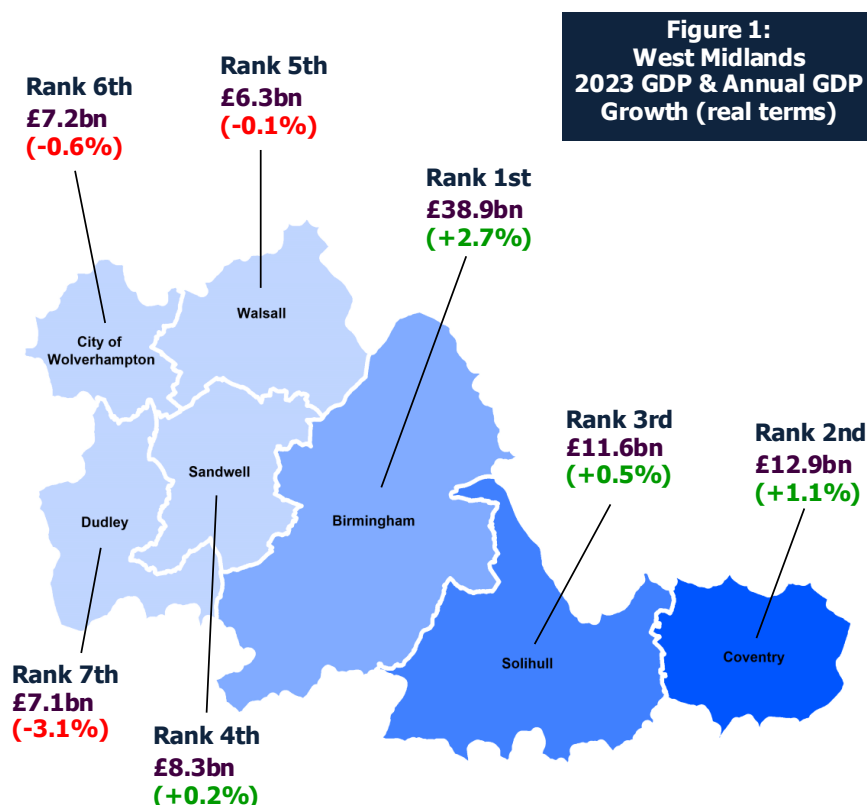 Figure 1:
West Midlands
2023 GDP & Annual GDP
Growth (real terms)
Rank 6th
£7.2bn
(-0.6%)
Rank 5th
£6.3bn
(-0.1%)
Rank 1st
£38.9bn
(+2.7%)
Rank 3rd
£11.6bn
(+0.5%)
Rank 2nd
£12.9bn
(+1.1%)
City of
Wolverhampton
Walsall
Sandwell
Dudley
Birmingham
Solihull
Coventry
Rank 7th
£7.1bn
(-3.1%)
Rank 4th
£8.3bn
(+0.2%)